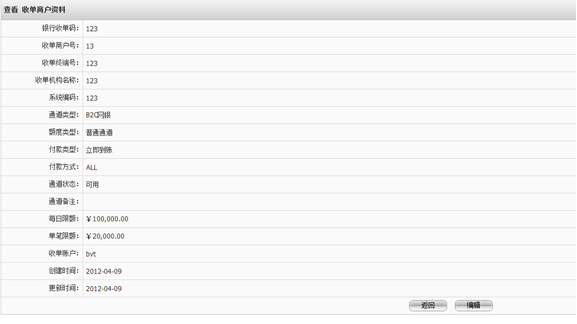 查看 收单商户资料
银行收单码: 123
收单商户号: 13
收单终端号: 123
收单机构名称: 123
系统编码: 123
通道类型: B2C网银
额度类型: 普通通道
付款类型: 立即到账
付款方式: ALL
通道状态: 可用
通道备注:
每日限额: ￥100,000.00
单笔限额: ￥20,000.00
收单账户: bvt
创建时间: 2012-04-09
更新时间: 2012-04-09
返回 编辑